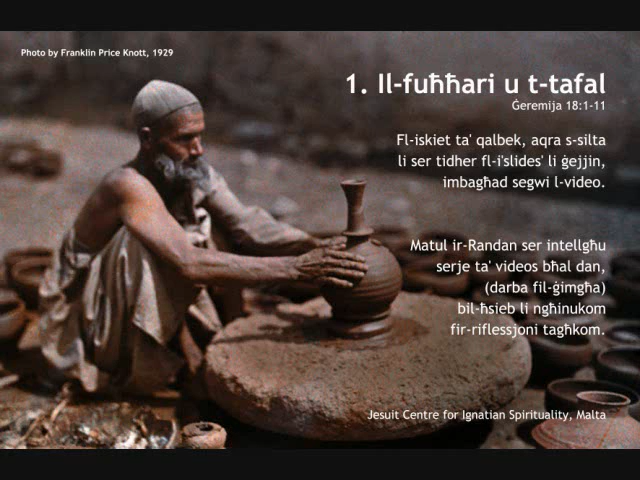 Photo by Franklin Price Knott, 1929
1. Il-fuħħari u t-tafal
Ġeremija 18:1-11
Fl-iskiet ta' qalbek, aqra s-silta
li ser tidher fl-i'slides' li ġejjin,
imbagħad segwi l-video.
Matul ir-Randan ser intellgħu
serje ta' videos bħal dan,
(darba fil-ġimgħa)
bil-ħsieb li ngħinukom
fir-riflessjoni tagħkom.
Jesuit Centre for Ignatian Spirituality, Malta